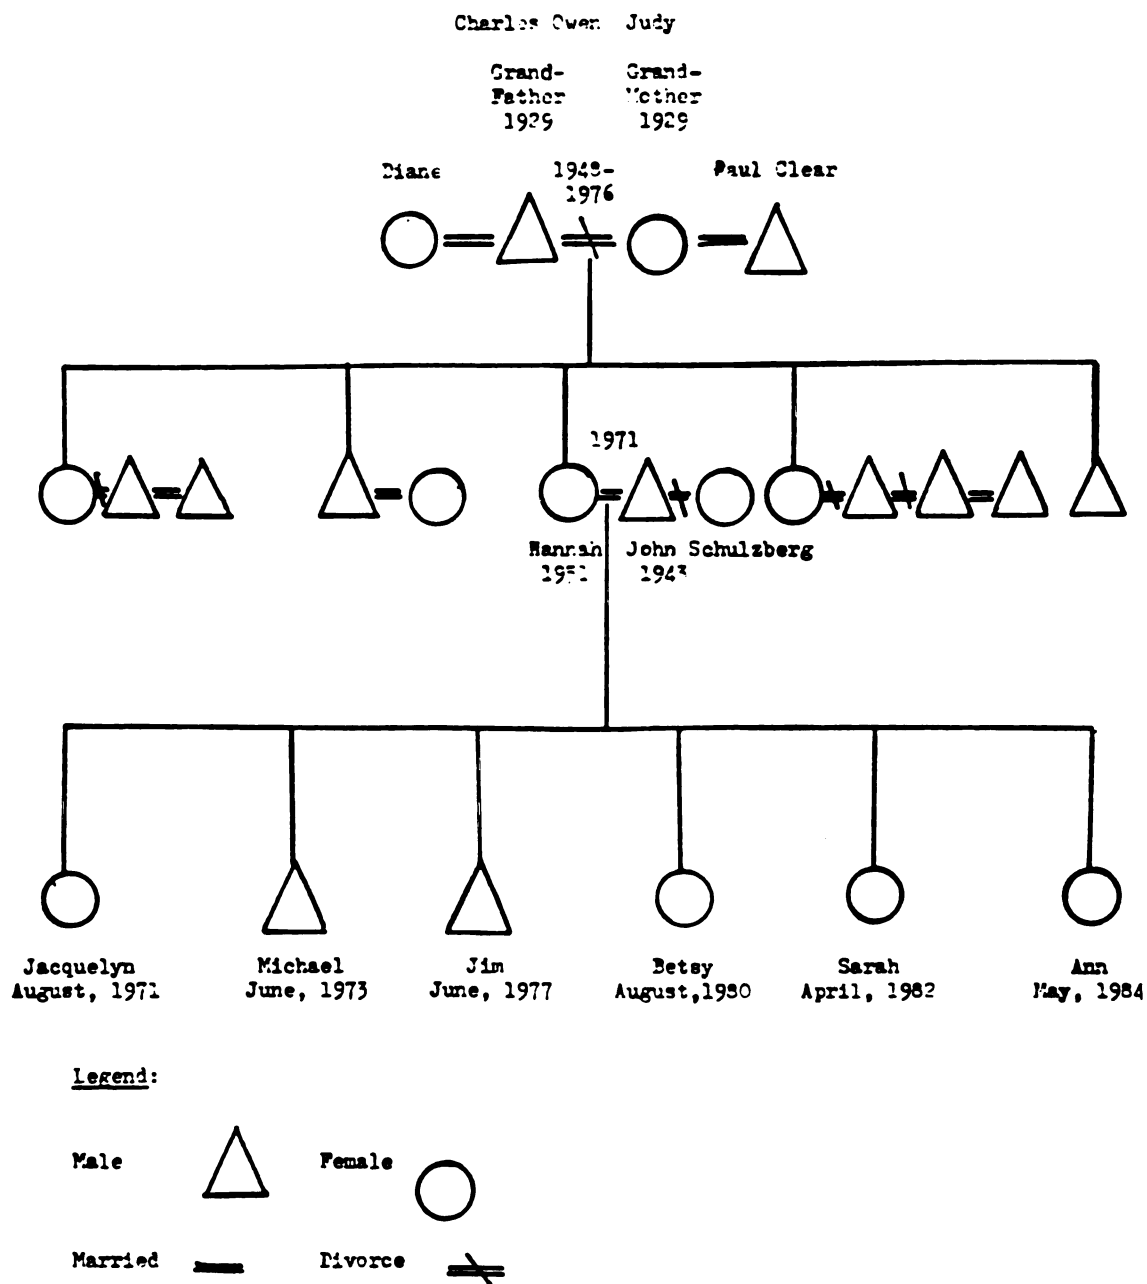 Charles Owen Judy
Grand- Grand-
Father Mother
1929 1929
Diane 1948- Paul Clear
1976
1971
Hannah John Schulzberg
1951 1943
Jacquelyn Michael Jim Betsy Sarah Ann
August, 1971 June, 1973 June, 1977 August,1980 April, 1982 May, 1984
Legend:
Male Female
Married Divorce